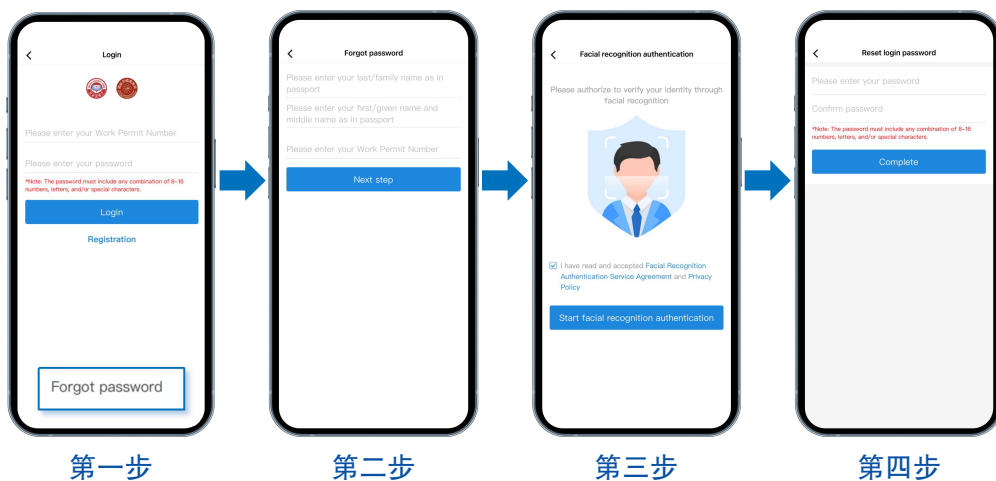 Login
Please enter your Work Permit Number
Please enter your password
*Note: The password must include any combination of 8-16
numbers, letters, and/or special characters.
Login
Registration
Forgot password
第一步
Forgot password
Please enter your last/family name as in
passport
Please enter your first/given name and
middle name as in passport
Please enter your Work Permit Number
Next step
第二步
Facial recognition authentication
Please authorize to verify your identity through
facial recognition
I have read and accepted Facial Recognition
Authentication Service Agreement and Privacy
Policy
Start facial recognition authentication
第三步
Reset login password
Please enter your password
Confirm password
*Note: The password must include any combination of 8-16
numbers, letters, and/or special characters.
Complete
第四步